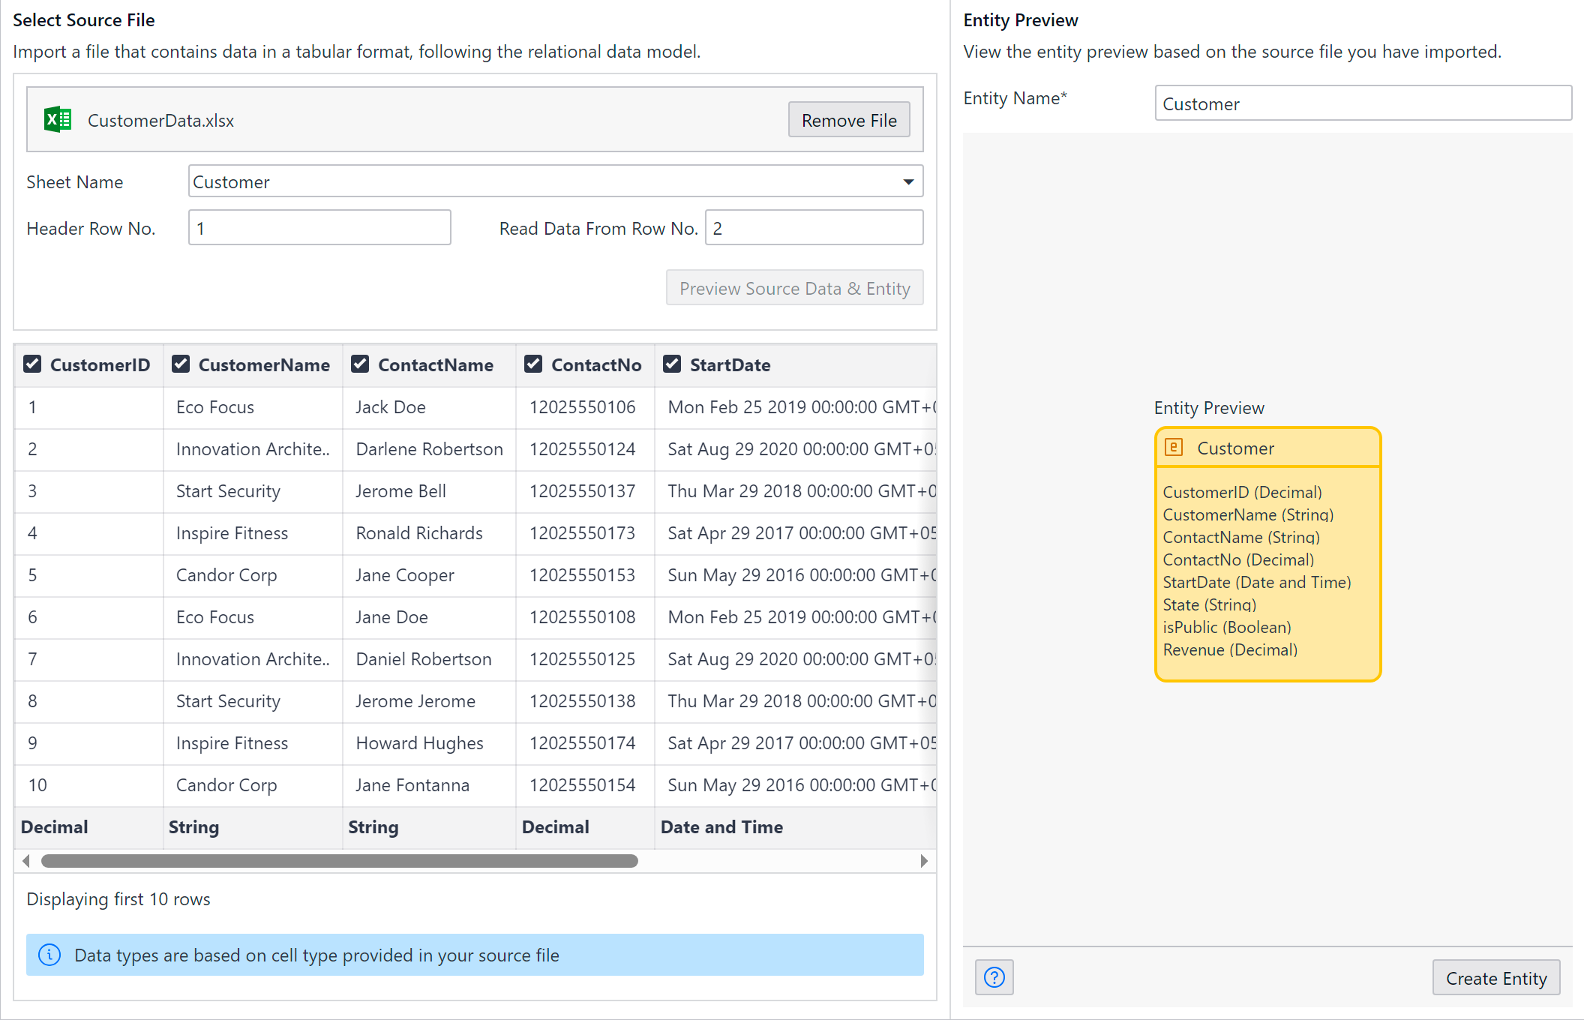 Select Source File
Import a file that contains data in a tabular format, following the relational data model.
CustomerData.xlsx
Remove File
Sheet Name
Customer
Header Row No.
1
Read Data From Row No.
2
Preview Source Data & Entity
CustomerID CustomerName ContactName ContactNo StartDate
1 Eco Focus Jack Doe 12025550106 Mon Feb 25 2019 00:00:00 GMT+0
2 Innovation Archite.. Darlene Robertson 12025550124 Sat Aug 29 2020 00:00:00 GMT+05
3 Start Security Jerome Bell 12025550137 Thu Mar 29 2018 00:00:00 GMT+0
4 Inspire Fitness Ronald Richards 12025550173 Sat Apr 29 2017 00:00:00 GMT+05
5 Candor Corp Jane Cooper 12025550153 Sun May 29 2016 00:00:00 GMT+0
6 Eco Focus Jane Doe 12025550108 Mon Feb 25 2019 00:00:00 GMT+0
7 Innovation Archite.. Daniel Robertson 12025550125 Sat Aug 29 2020 00:00:00 GMT+05
8 Start Security Jerome Jerome 12025550138 Thu Mar 29 2018 00:00:00 GMT+0
9 Inspire Fitness Howard Hughes 12025550174 Sat Apr 29 2017 00:00:00 GMT+05
10 Candor Corp Jane Fontanna 12025550154 Sun May 29 2016 00:00:00 GMT+0
Decimal String String Decimal Date and Time
Displaying first 10 rows
Data types are based on cell type provided in your source file
Entity Preview
View the entity preview based on the source file you have imported.
Entity Name*
Customer
Entity Preview
Customer
CustomerID (Decimal)
CustomerName (String)
ContactName (String)
ContactNo (Decimal)
StartDate (Date and Time)
State (String)
isPublic (Boolean)
Revenue (Decimal)
Create Entity